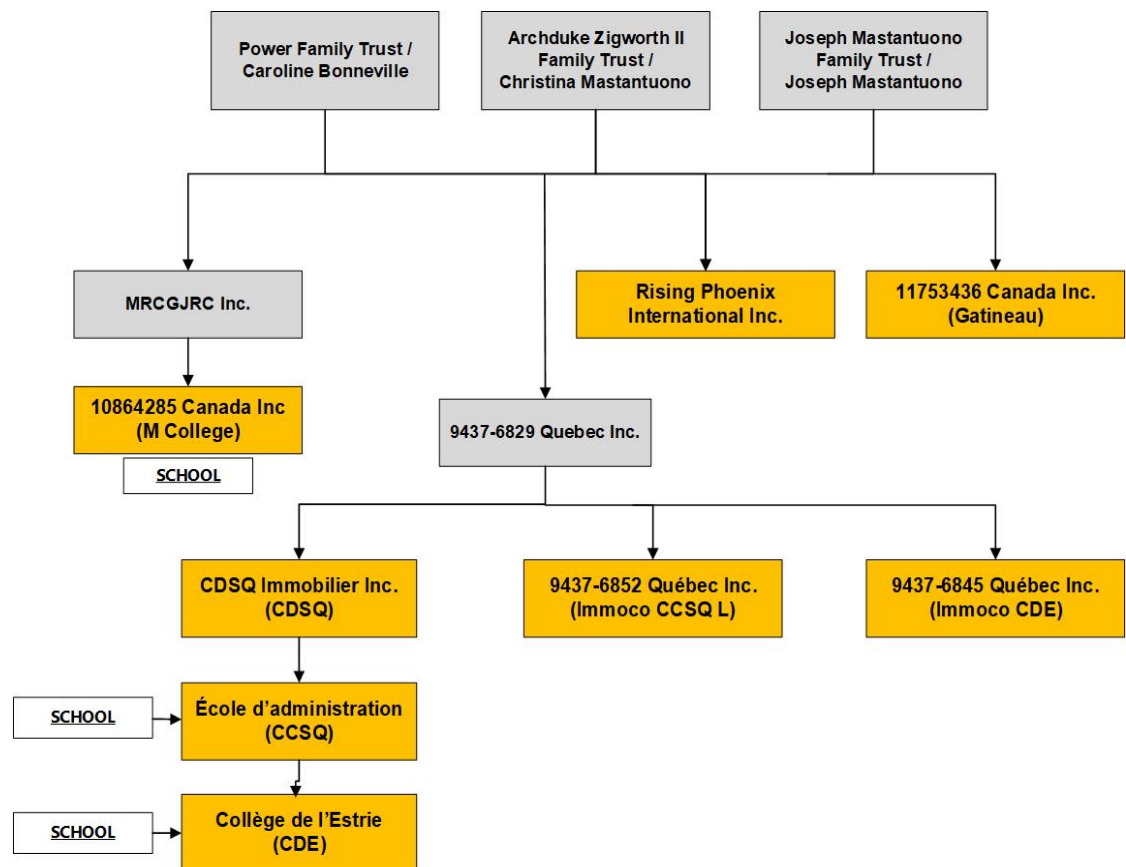 Power Family Trust /
Caroline Bonneville
Archduke Zigworth II
Family Trust /
Christina Mastantuono
Joseph Mastantuono
Family Trust /
Joseph Mastantuono
MRCGJRC Inc.
Rising Phoenix
International Inc.
11753436 Canada Inc.
(Gatineau)
10864285 Canada Inc
(M College)
SCHOOL
9437-6829 Quebec Inc.
CDSQ Immobilier Inc.
(CDSQ)
9437-6852 Québec Inc.
(Immoco CCSQ L)
9437-6845 Québec Inc.
(Immoco CDE)
SCHOOL
École d’administration
(CCSQ)
SCHOOL
Collège de l’Estrie
(CDE)